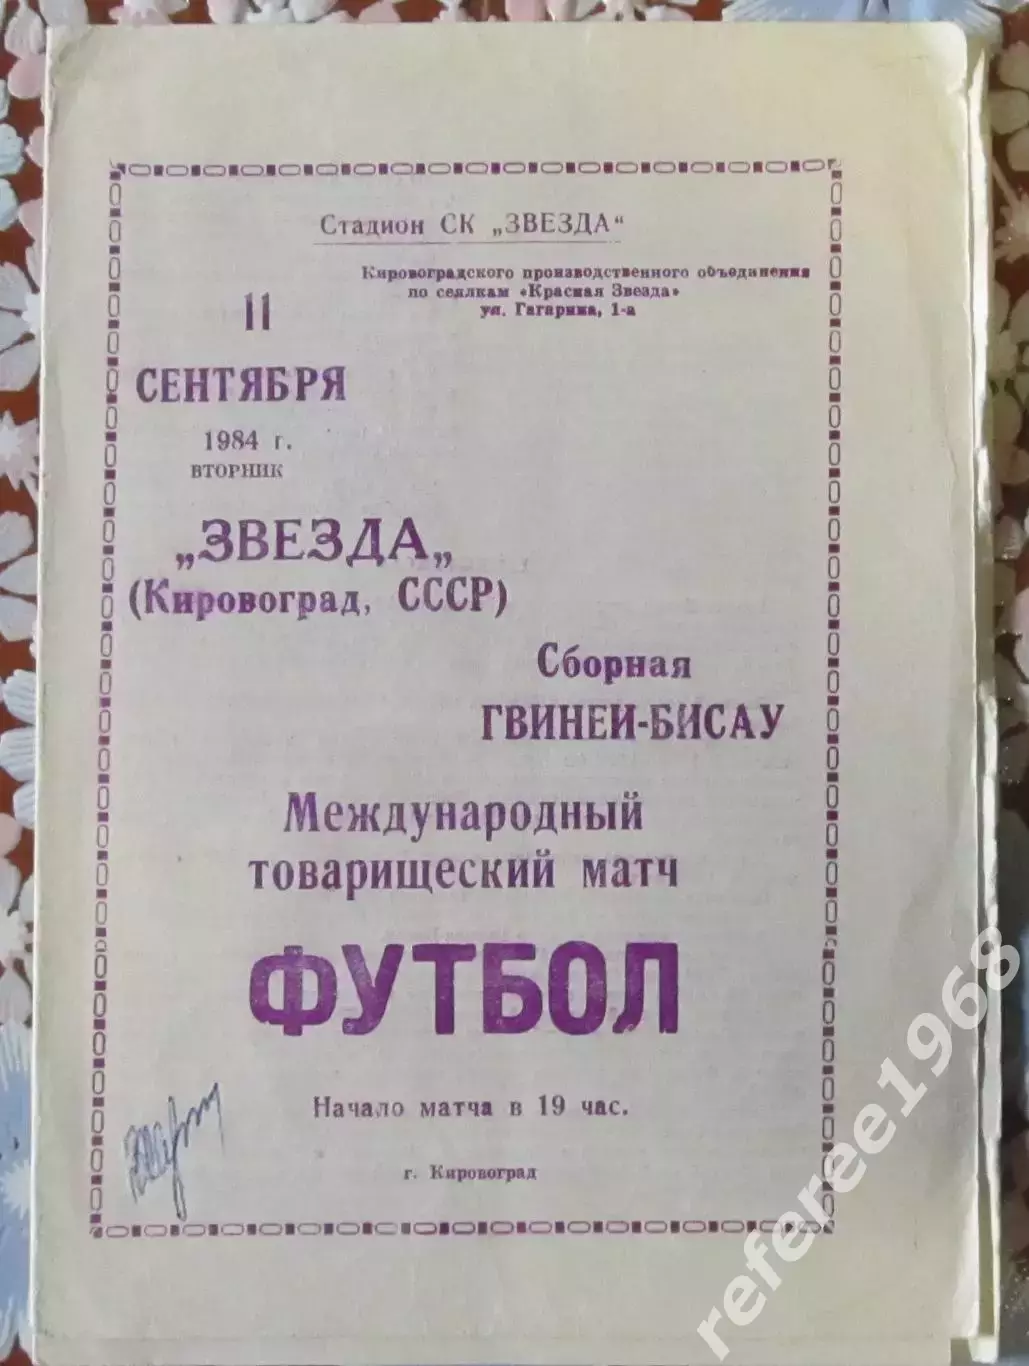 Стадион СК „ЗВЕЗДА“
Кировоградского производственного объединения
по сеялкам «Красная Звезда»
ул. Гагарина, 1-а
11
СЕНТЯБРЯ
1984 г.
ВТОРНИК
„ЗВЕЗДА„
(Кировоград, СССР)
Сборная
ГВИНЕИ-БИСАУ
Международный
товарищеский матч
ФУТБОЛ
Начало матча в 19 час.
г. Кировоград
referee1968